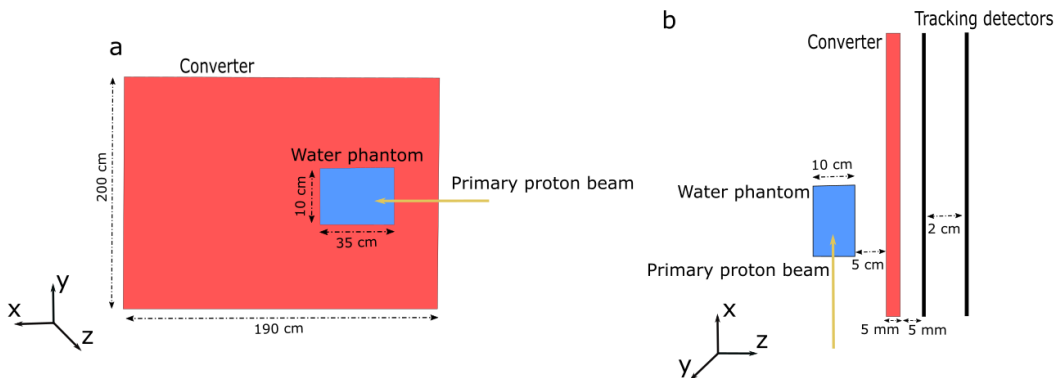 a
Converter
200 cm
Water phantom
10 cm
35 cm
Primary proton beam
190 cm
x
y
z
b
Tracking detectors
Converter
10 cm
Water phantom
2 cm
5 cm
Primary proton beam
5 mm
5 mm
x
y
z